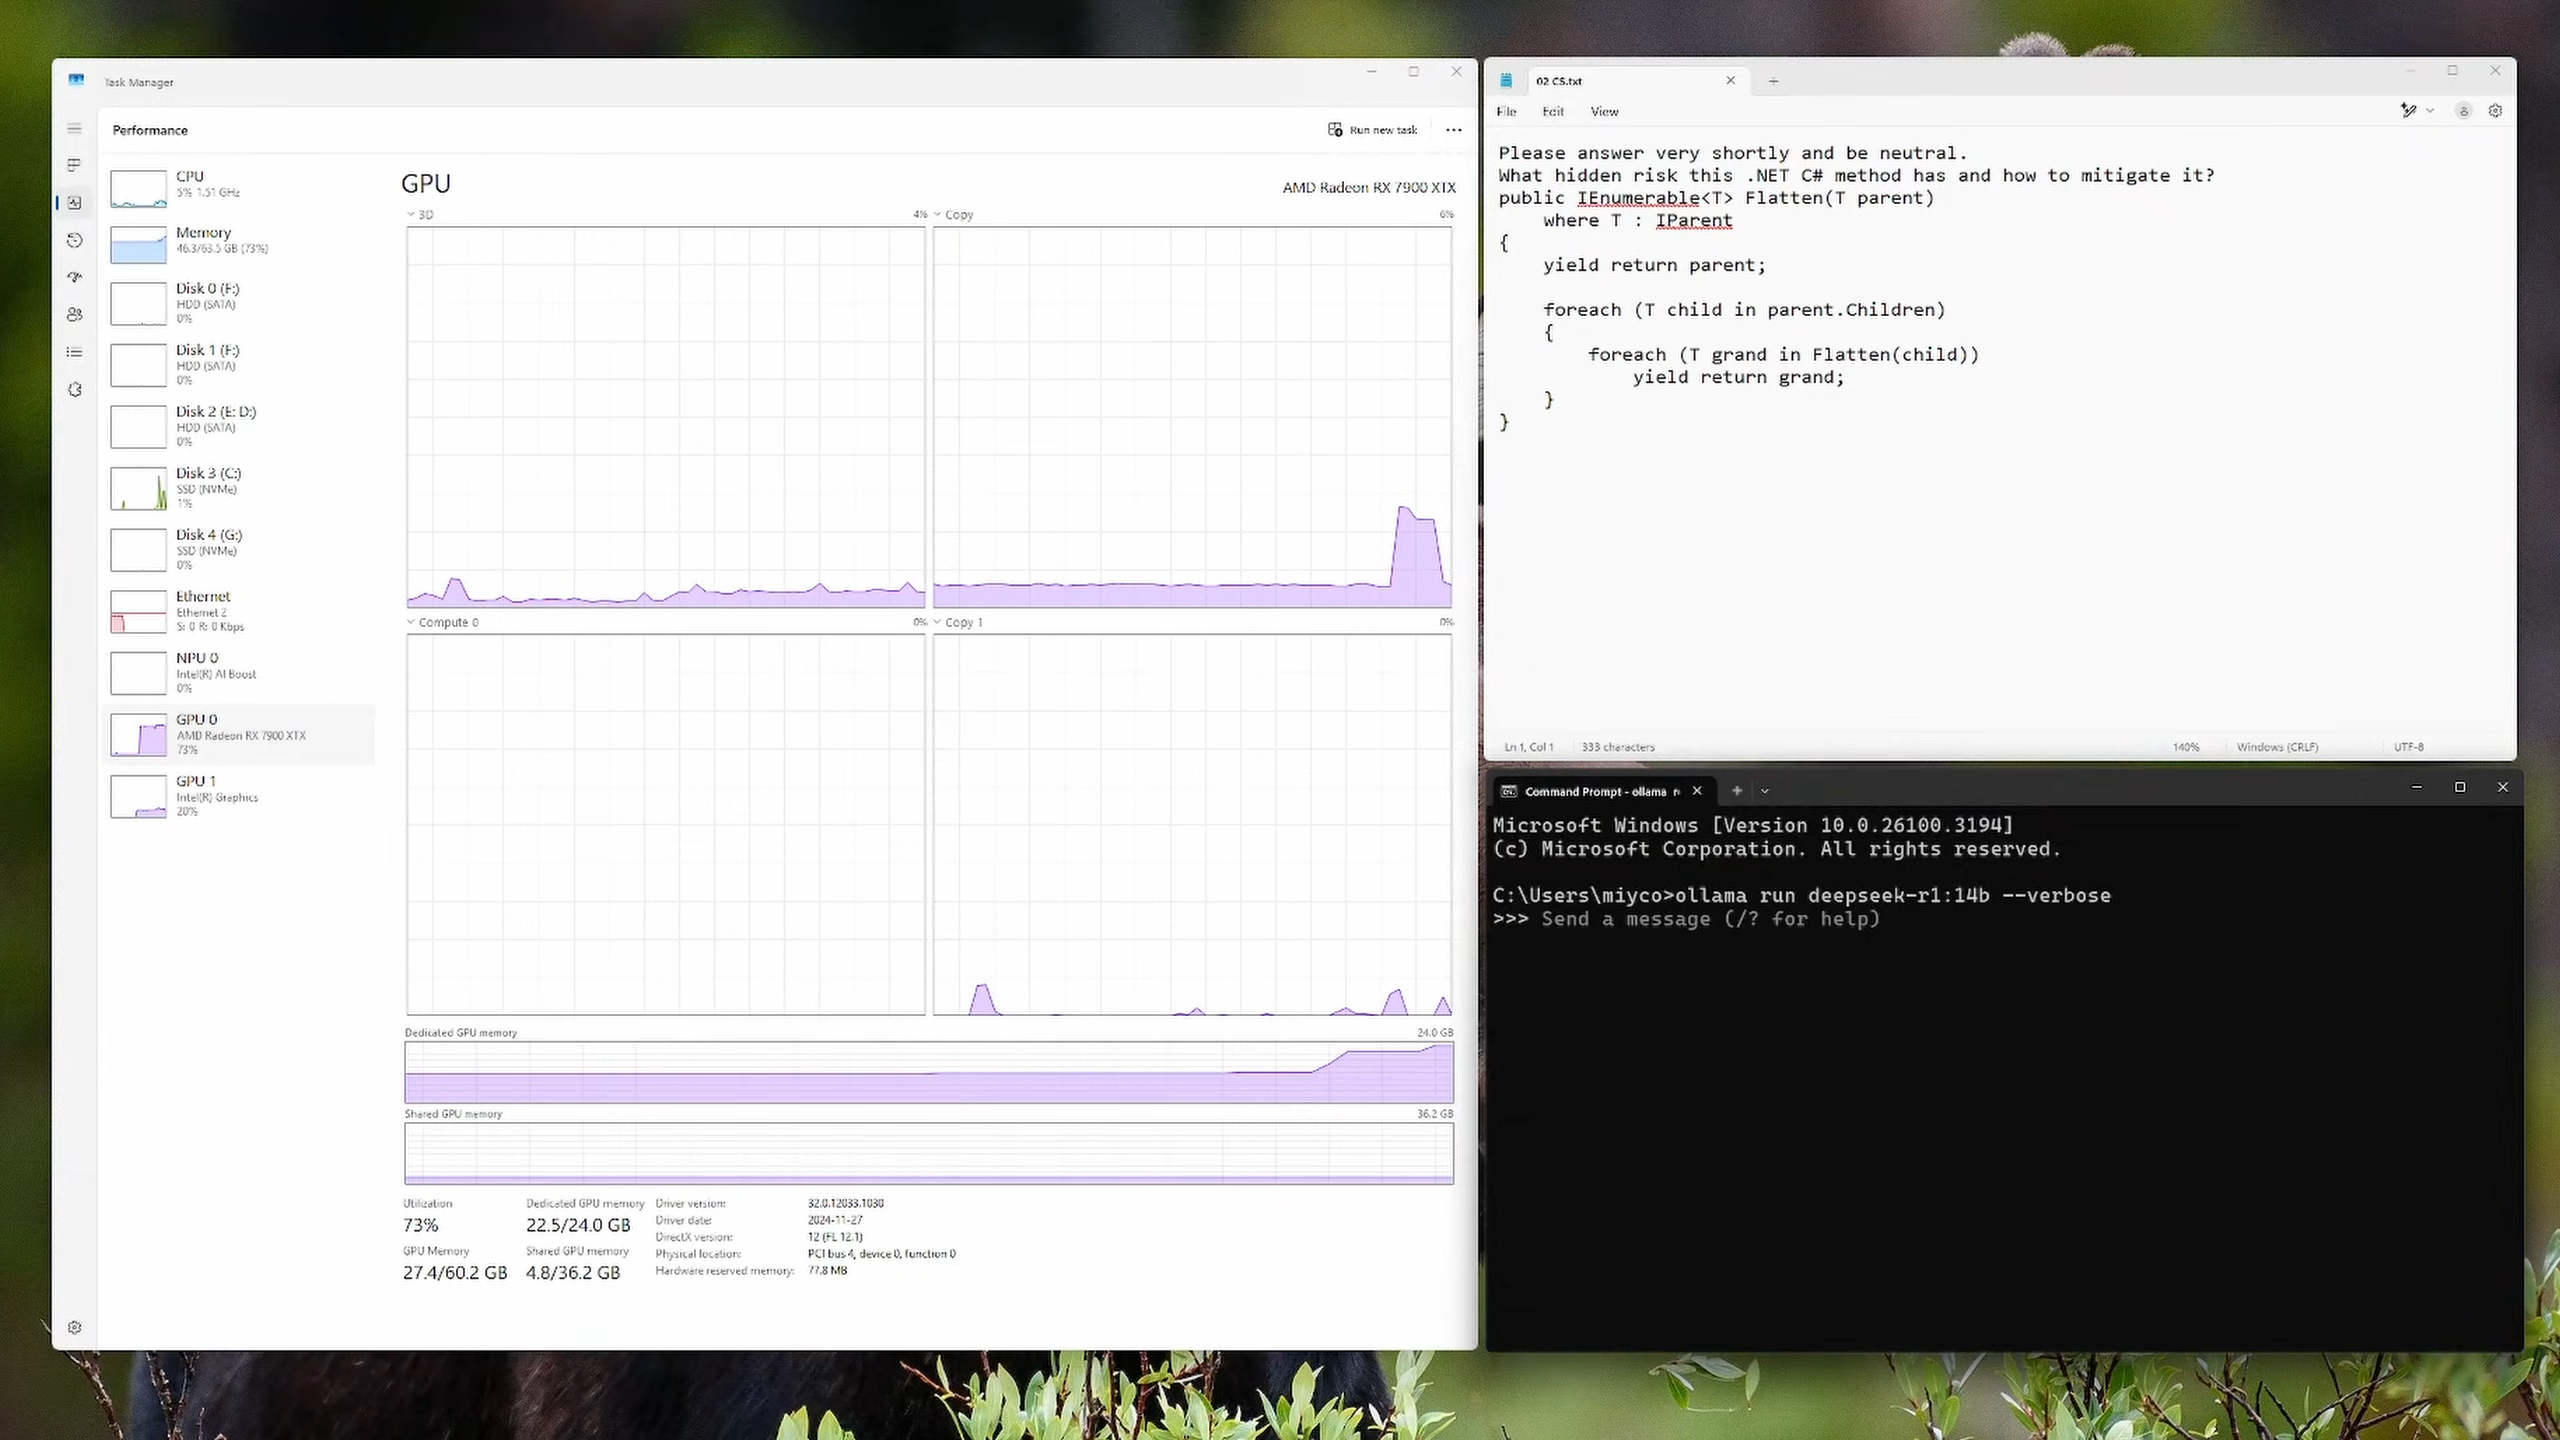 Task Manager
Performance
Run new task
CPU
5% 1.51 GHz
Memory
46.3/63.5 GB (73%)
Disk 0 (F:)
HDD (SATA)
0%
Disk 1 (F:)
HDD (SATA)
0%
Disk 2 (E: D:)
HDD (SATA)
0%
Disk 3 (C:)
SSD (NVMe)
1%
Disk 4 (G:)
SSD (NVMe)
0%
Ethernet
Ethernet 2
S: 0 R: 0 Kbps
NPU 0
Intel(R) AI Boost
0%
GPU 0
AMD Radeon RX 7900 XTX
73%
GPU 1
Intel(R) Graphics
20%
GPU
AMD Radeon RX 7900 XTX
3D 4%
Copy 6%
Compute 0 0%
Copy 1 0%
Dedicated GPU memory 24.0 GB
Shared GPU memory 36.2 GB
Utilization
73%
Dedicated GPU memory
22.5/24.0 GB
GPU Memory
27.4/60.2 GB
Shared GPU memory
4.8/36.2 GB
Driver version: 32.0.12033.1030
Driver date: 2024-11-27
DirectX version: 12 (FL 12.1)
Physical location: PCI bus 4, device 0, function 0
Hardware reserved memory: 77.8 MB
02 CS.txt
File Edit View
Please answer very shortly and be neutral.
What hidden risk this .NET C# method has and how to mitigate it?
public IEnumerable<T> Flatten(T parent)
where T : IParent
{
yield return parent;
foreach (T child in parent.Children)
{
foreach (T grand in Flatten(child))
yield return grand;
}
}
Ln 1, Col 1 333 characters 140% Windows (CRLF) UTF-8
Command Prompt - ollama r
Microsoft Windows [Version 10.0.26100.3194]
(c) Microsoft Corporation. All rights reserved.
C:\Users\miyco>ollama run deepseek-r1:14b --verbose
>>> Send a message (/? for help)